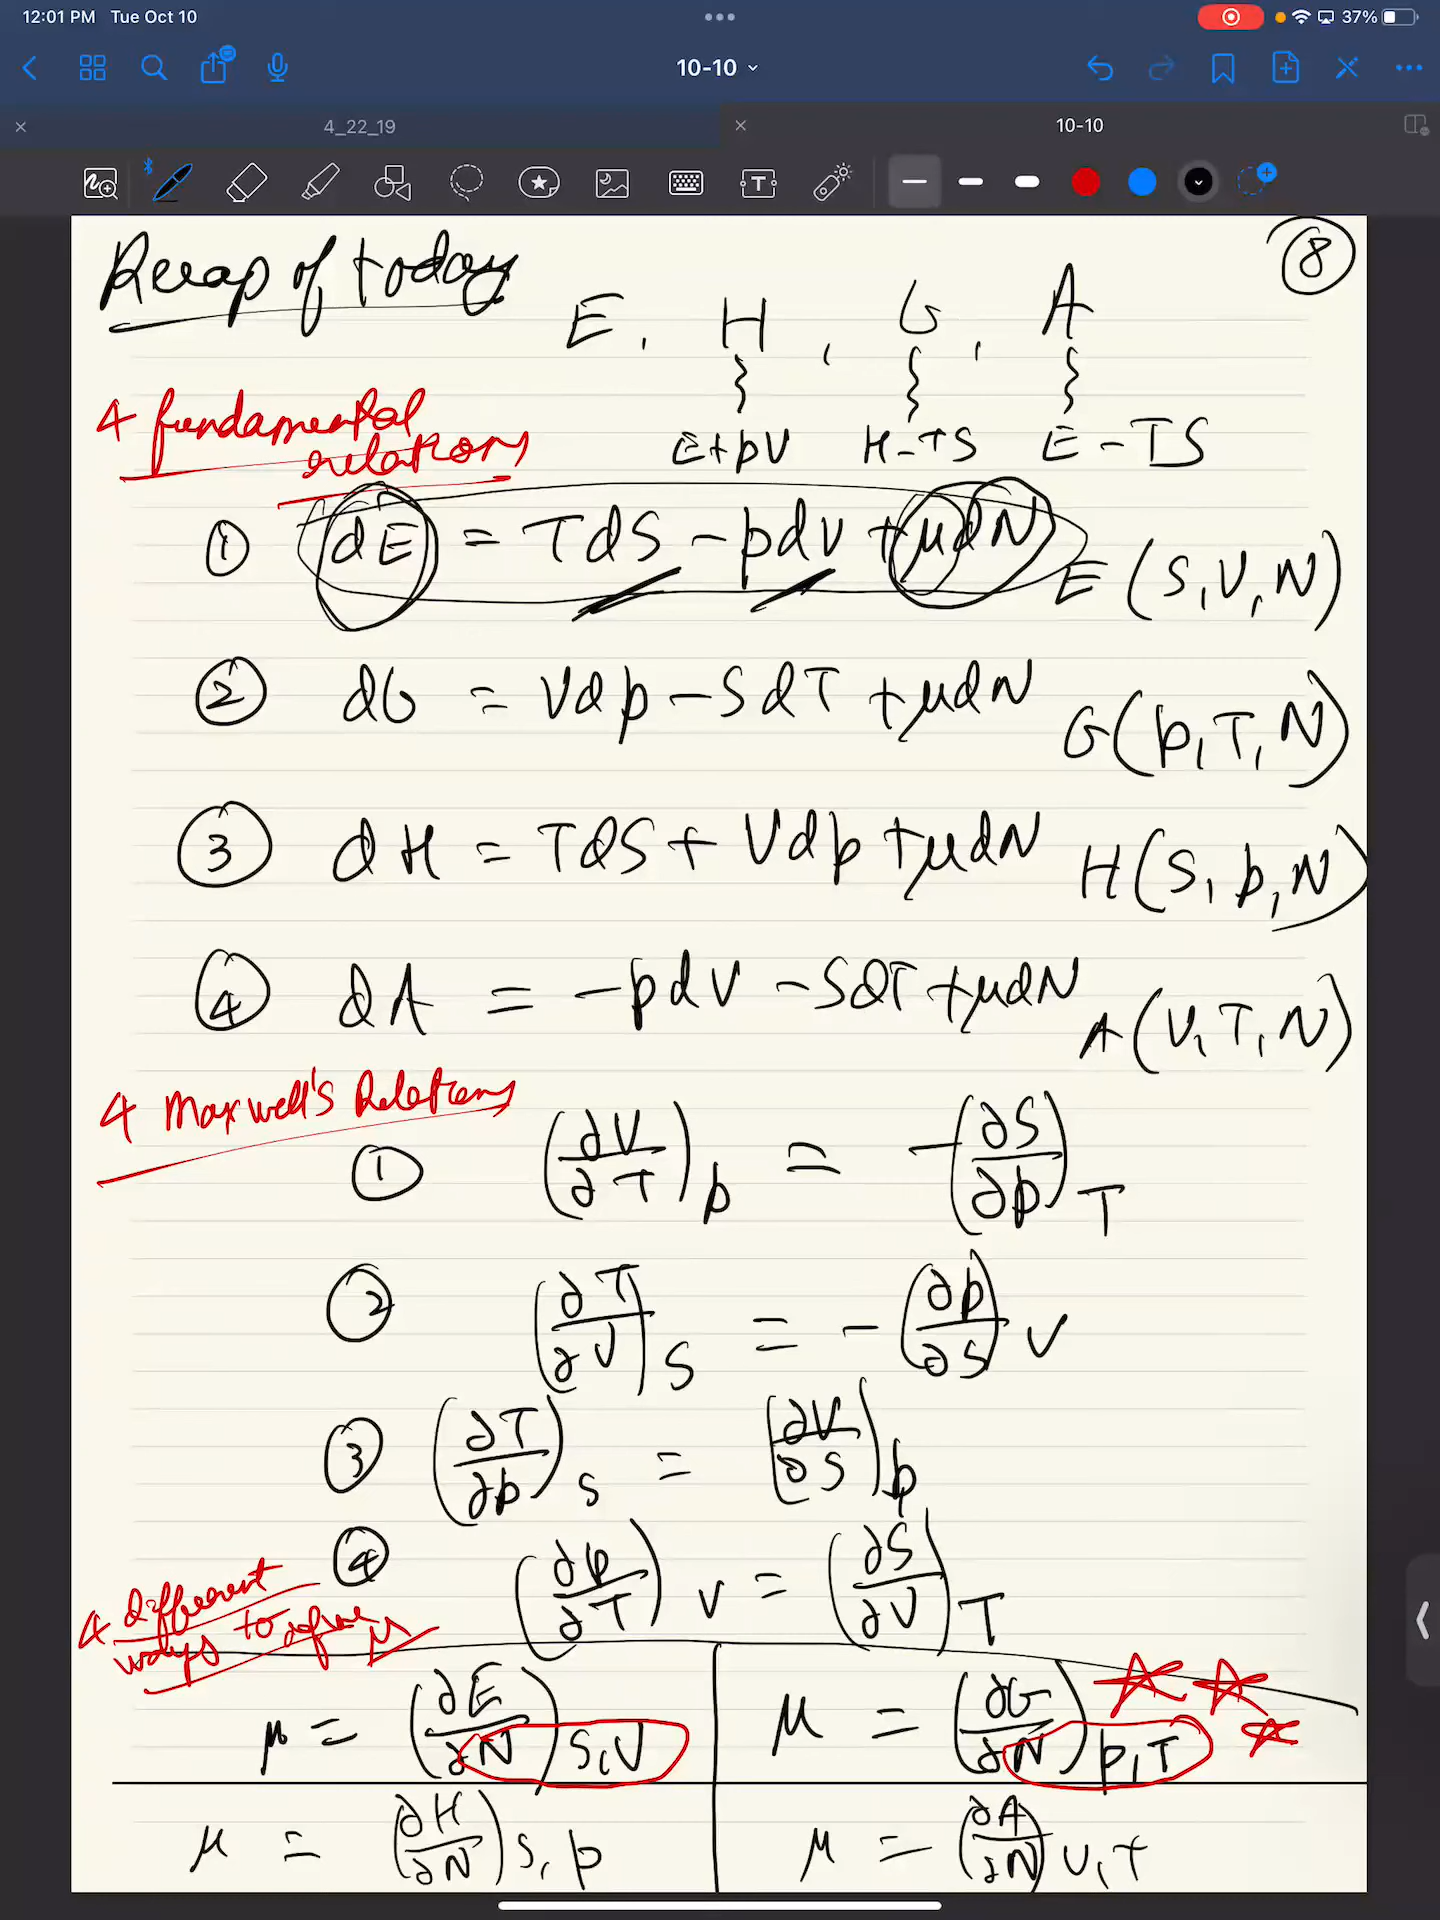 12:01 PM Tue Oct 10
37%
10-10
4_22_19
10-10
Recap of today
8
E, H, G, A
E+pV H-TS E-TS
4 fundamental
relations
① dE = TdS - pdV + μdN E(S,V,N)
② dG = Vdp - SdT + μdN G(p,T,N)
③ dH = TdS + Vdp + μdN H(S,p,N)
④ dA = -pdV - SdT + μdN A(V,T,N)
4 Maxwell's Relations
① (∂V/∂T)p = -(∂S/∂p)T
② (∂T/∂V)S = -(∂p/∂S)V
③ (∂T/∂p)S = (∂V/∂S)p
④ (∂p/∂T)V = (∂S/∂V)T
4 different
ways to define μ
μ = (∂E/∂N)S,V μ = (∂G/∂N)p,T
μ = (∂H/∂N)S,p μ = (∂A/∂N)V,T